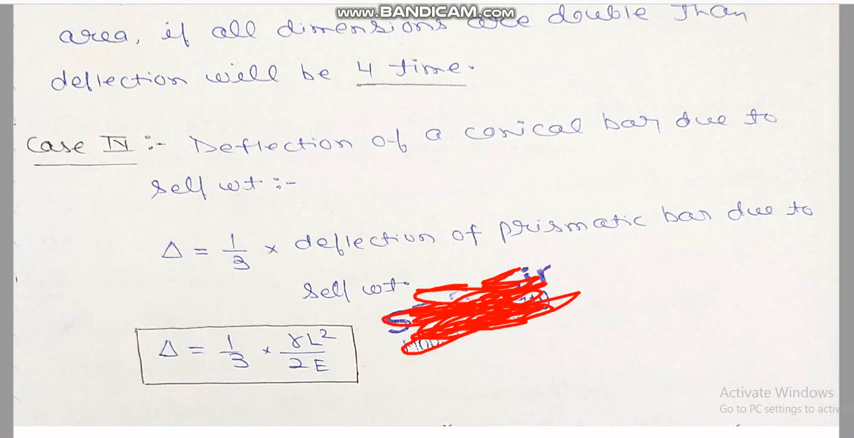 WWW.BANDICAM.COM
area, if all dimensions are double than
deflection will be 4 time.
Case IV :- Deflection of a conical bar due to
self wt :-
Δ = 1/3 × deflection of prismatic bar due to
self wt.
Δ = 1/3 × γL²/2E
Activate Windows
Go to PC settings to activ